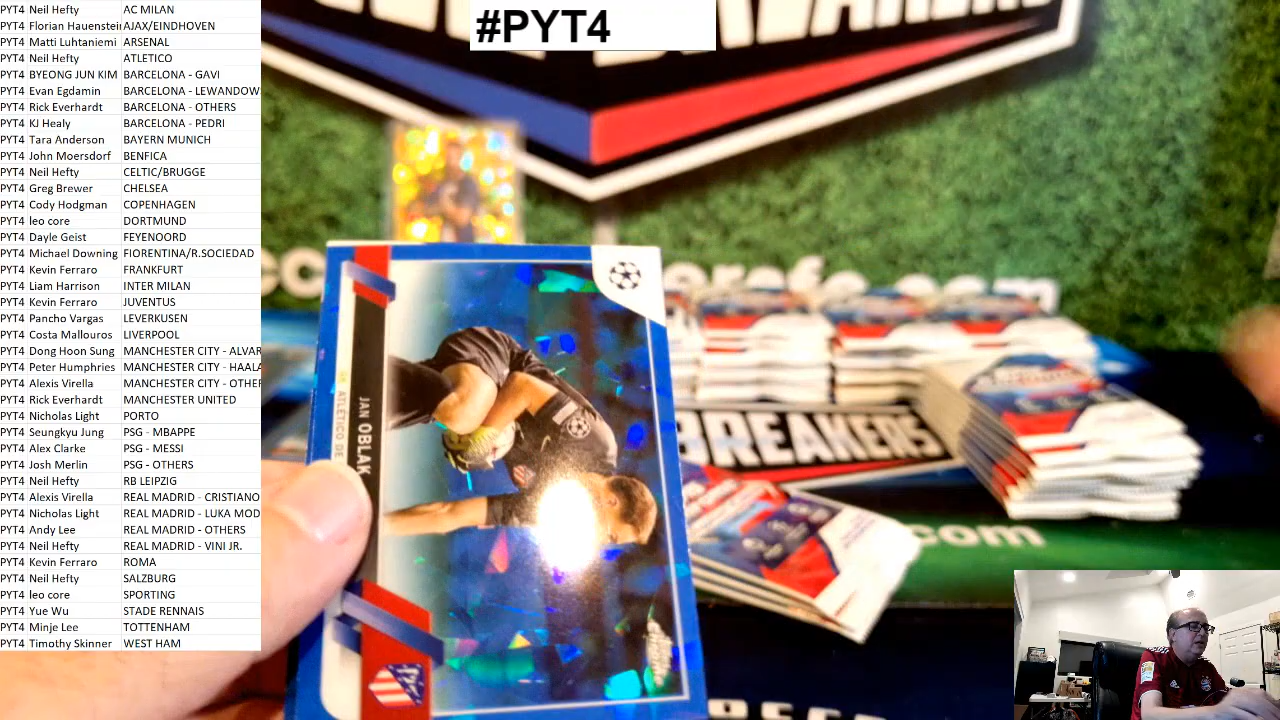 PYT4 Neil Hefty AC MILAN
PYT4 Florian Hauenstein AJAX/EINDHOVEN
PYT4 Matti Luhtaniemi ARSENAL
PYT4 Neil Hefty ATLETICO
PYT4 BYEONG JUN KIM BARCELONA - GAVI
PYT4 Evan Egdamin BARCELONA - LEWANDOW
PYT4 Rick Everhardt BARCELONA - OTHERS
PYT4 KJ Healy BARCELONA - PEDRI
PYT4 Tara Anderson BAYERN MUNICH
PYT4 John Moersdorf BENFICA
PYT4 Neil Hefty CELTIC/BRUGGE
PYT4 Greg Brewer CHELSEA
PYT4 Cody Hodgman COPENHAGEN
PYT4 leo core DORTMUND
PYT4 Dayle Geist FEYENOORD
PYT4 Michael Downing FIORENTINA/R.SOCIEDAD
PYT4 Kevin Ferraro FRANKFURT
PYT4 Liam Harrison INTER MILAN
PYT4 Kevin Ferraro JUVENTUS
PYT4 Pancho Vargas LEVERKUSEN
PYT4 Costa Mallouros LIVERPOOL
PYT4 Dong Hoon Sung MANCHESTER CITY - ALVAR
PYT4 Peter Humphries MANCHESTER CITY - HAALA
PYT4 Alexis Virella MANCHESTER CITY - OTHE
PYT4 Rick Everhardt MANCHESTER UNITED
PYT4 Nicholas Light PORTO
PYT4 Seungkyu Jung PSG - MBAPPE
PYT4 Alex Clarke PSG - MESSI
PYT4 Josh Merlin PSG - OTHERS
PYT4 Neil Hefty RB LEIPZIG
PYT4 Alexis Virella REAL MADRID - CRISTIANO
PYT4 Nicholas Light REAL MADRID - LUKA MOD
PYT4 Andy Lee REAL MADRID - OTHERS
PYT4 Neil Hefty REAL MADRID - VINI JR.
PYT4 Kevin Ferraro ROMA
PYT4 Neil Hefty SALZBURG
PYT4 leo core SPORTING
PYT4 Yue Wu STADE RENNAIS
PYT4 Minje Lee TOTTENHAM
PYT4 Timothy Skinner WEST HAM
#PYT4
JAN OBLAK
ATLÉTICO DE
BREAKERS
.com